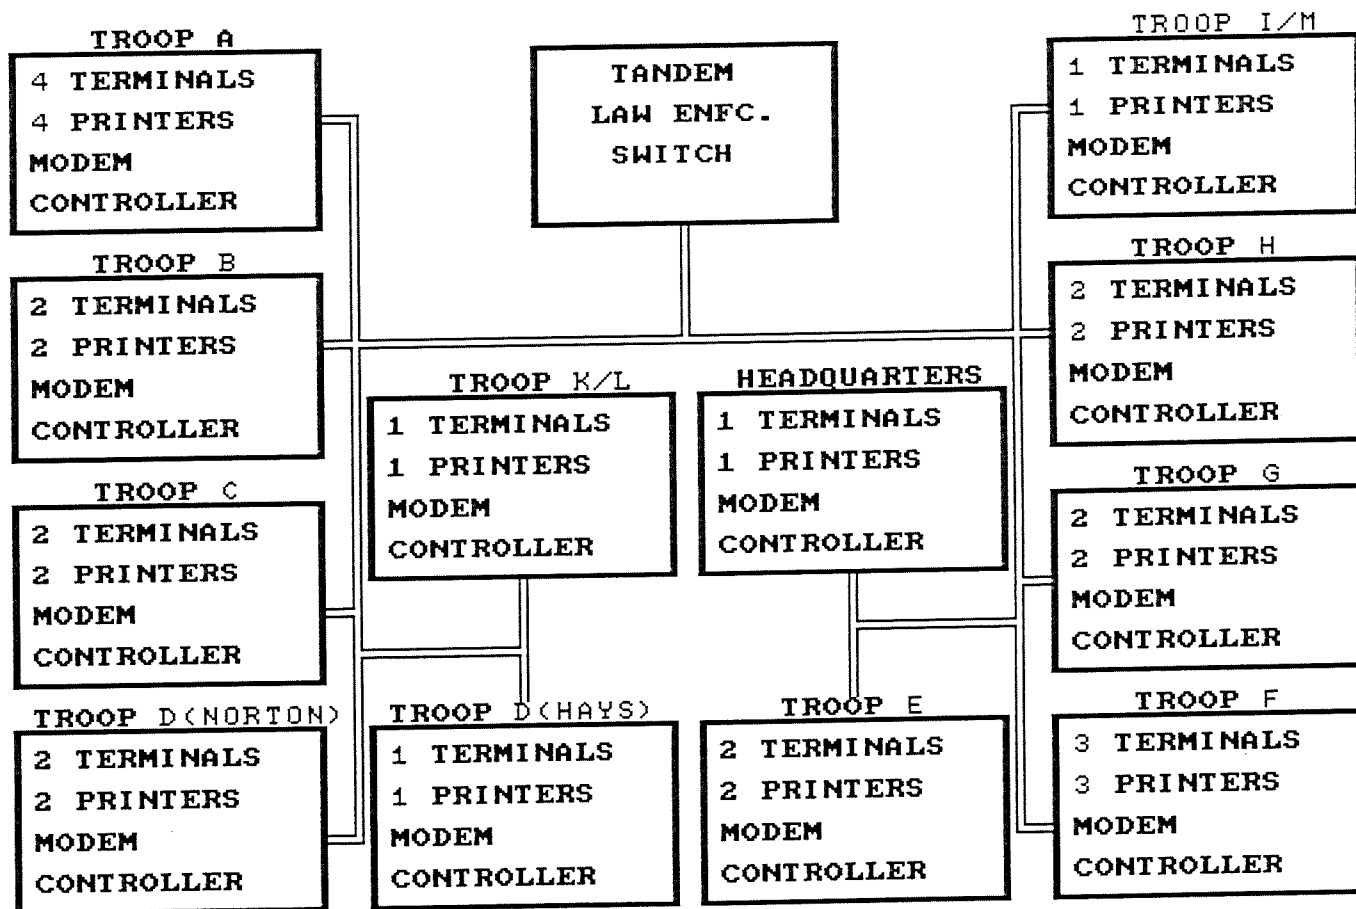 TROOP A
4 TERMINALS
4 PRINTERS
MODEM
CONTROLLER
TANDEM
LAW ENFC.
SWITCH
TROOP I/M
1 TERMINALS
1 PRINTERS
MODEM
CONTROLLER
TROOP B
2 TERMINALS
2 PRINTERS
MODEM
CONTROLLER
TROOP H
2 TERMINALS
2 PRINTERS
MODEM
CONTROLLER
TROOP K/L
1 TERMINALS
1 PRINTERS
MODEM
CONTROLLER
HEADQUARTERS
1 TERMINALS
1 PRINTERS
MODEM
CONTROLLER
TROOP C
2 TERMINALS
2 PRINTERS
MODEM
CONTROLLER
TROOP G
2 TERMINALS
2 PRINTERS
MODEM
CONTROLLER
TROOP D(NORTON)
2 TERMINALS
2 PRINTERS
MODEM
CONTROLLER
TROOP D(HAYS)
1 TERMINALS
1 PRINTERS
MODEM
CONTROLLER
TROOP E
2 TERMINALS
2 PRINTERS
MODEM
CONTROLLER
TROOP F
3 TERMINALS
3 PRINTERS
MODEM
CONTROLLER